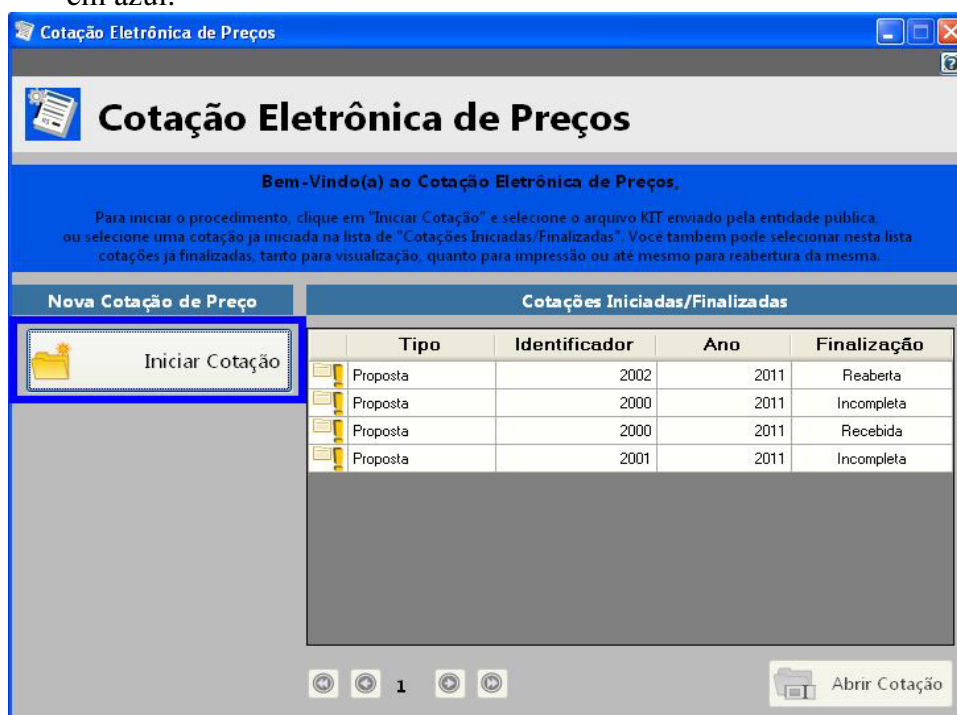 em azul.
Cotação Eletrônica de Preços
Cotação Eletrônica de Preços
Bem-Vindo(a) ao Cotação Eletrônica de Preços,
Para iniciar o procedimento, clique em "Iniciar Cotação" e selecione o arquivo KIT enviado pela entidade pública,
ou selecione uma cotação já iniciada na lista de "Cotações Iniciadas/Finalizadas". Você também pode selecionar nesta lista
cotações já finalizadas, tanto para visualização, quanto para impressão ou até mesmo para reabertura da mesma.
Nova Cotação de Preço
Cotações Iniciadas/Finalizadas
Iniciar Cotação
Tipo Identificador Ano Finalização
Proposta 2002 2011 Reaberta
Proposta 2000 2011 Incompleta
Proposta 2000 2011 Recebida
Proposta 2001 2011 Incompleta
1
Abrir Cotação